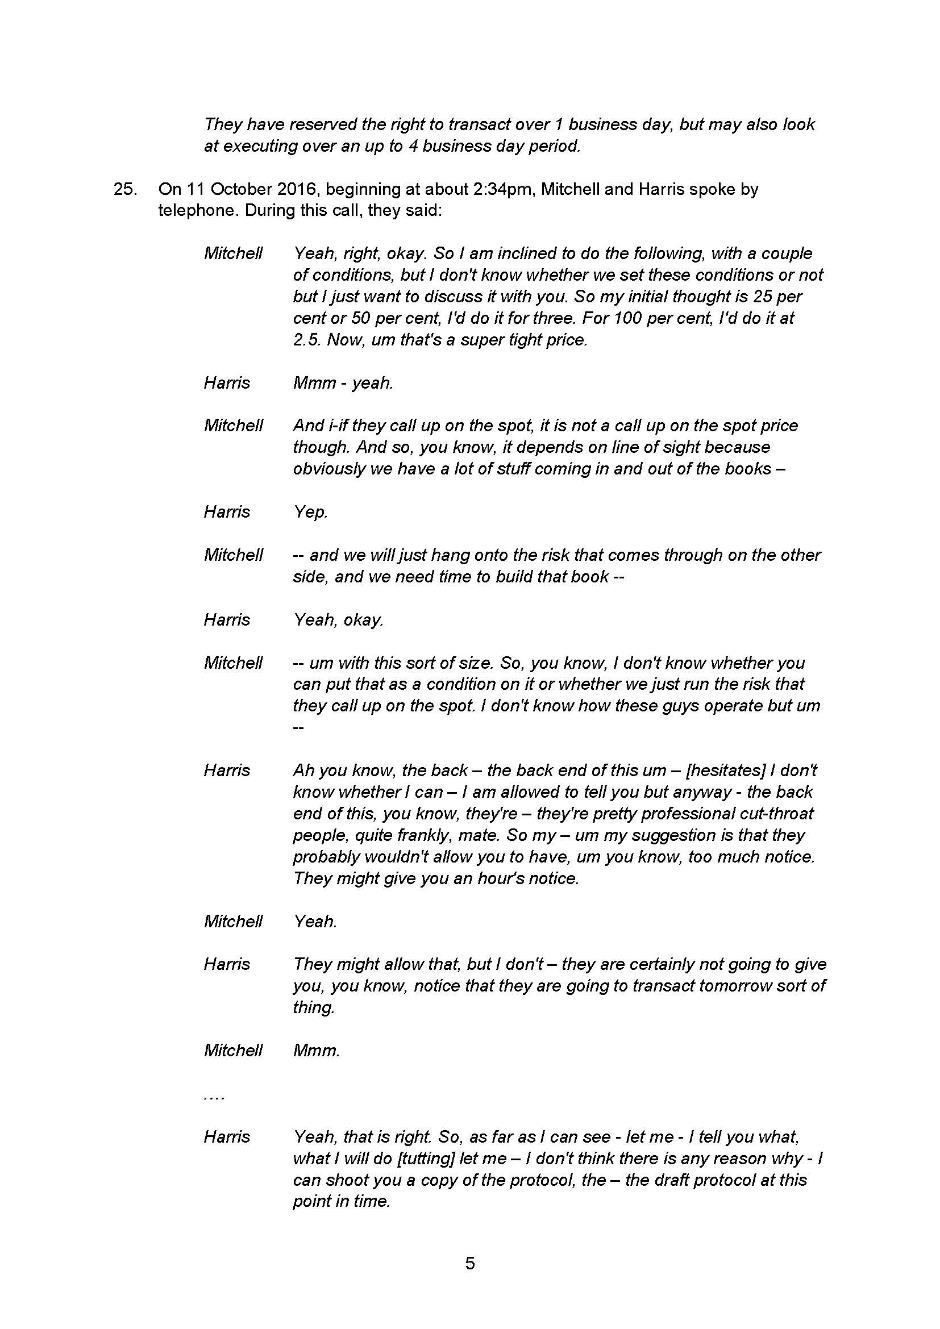 They have reserved the right to transact over 1 business day, but may also look
at executing over an up to 4 business day period.
25. On 11 October 2016, beginning at about 2:34pm, Mitchell and Harris spoke by
telephone. During this call, they said:
Mitchell Yeah, right, okay. So I am inclined to do the following, with a couple
of conditions, but I don't know whether we set these conditions or not
but I just want to discuss it with you. So my initial thought is 25 per
cent or 50 per cent, I'd do it for three. For 100 per cent, I'd do it at
2.5. Now, um that's a super tight price.
Harris Mmm - yeah.
Mitchell And i-if they call up on the spot, it is not a call up on the spot price
though. And so, you know, it depends on line of sight because
obviously we have a lot of stuff coming in and out of the books –
Harris Yep.
Mitchell -- and we will just hang onto the risk that comes through on the other
side, and we need time to build that book --
Harris Yeah, okay.
Mitchell -- um with this sort of size. So, you know, I don't know whether you
can put that as a condition on it or whether we just run the risk that
they call up on the spot. I don't know how these guys operate but um
--
Harris Ah you know, the back – the back end of this um – [hesitates] I don't
know whether I can – I am allowed to tell you but anyway - the back
end of this, you know, they're – they're pretty professional cut-throat
people, quite frankly, mate. So my – um my suggestion is that they
probably wouldn't allow you to have, um you know, too much notice.
They might give you an hour's notice.
Mitchell Yeah.
Harris They might allow that, but I don't – they are certainly not going to give
you, you know, notice that they are going to transact tomorrow sort of
thing.
Mitchell Mmm.
....
Harris Yeah, that is right. So, as far as I can see - let me - I tell you what,
what I will do [tutting] let me – I don't think there is any reason why - I
can shoot you a copy of the protocol, the – the draft protocol at this
point in time.
5